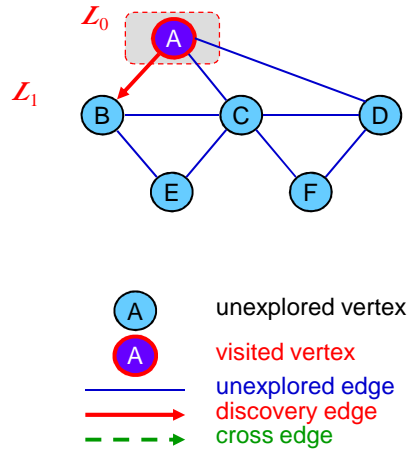 L0
A
L1
B
C
D
E
F
A unexplored vertex
A visited vertex
unexplored edge
discovery edge
cross edge